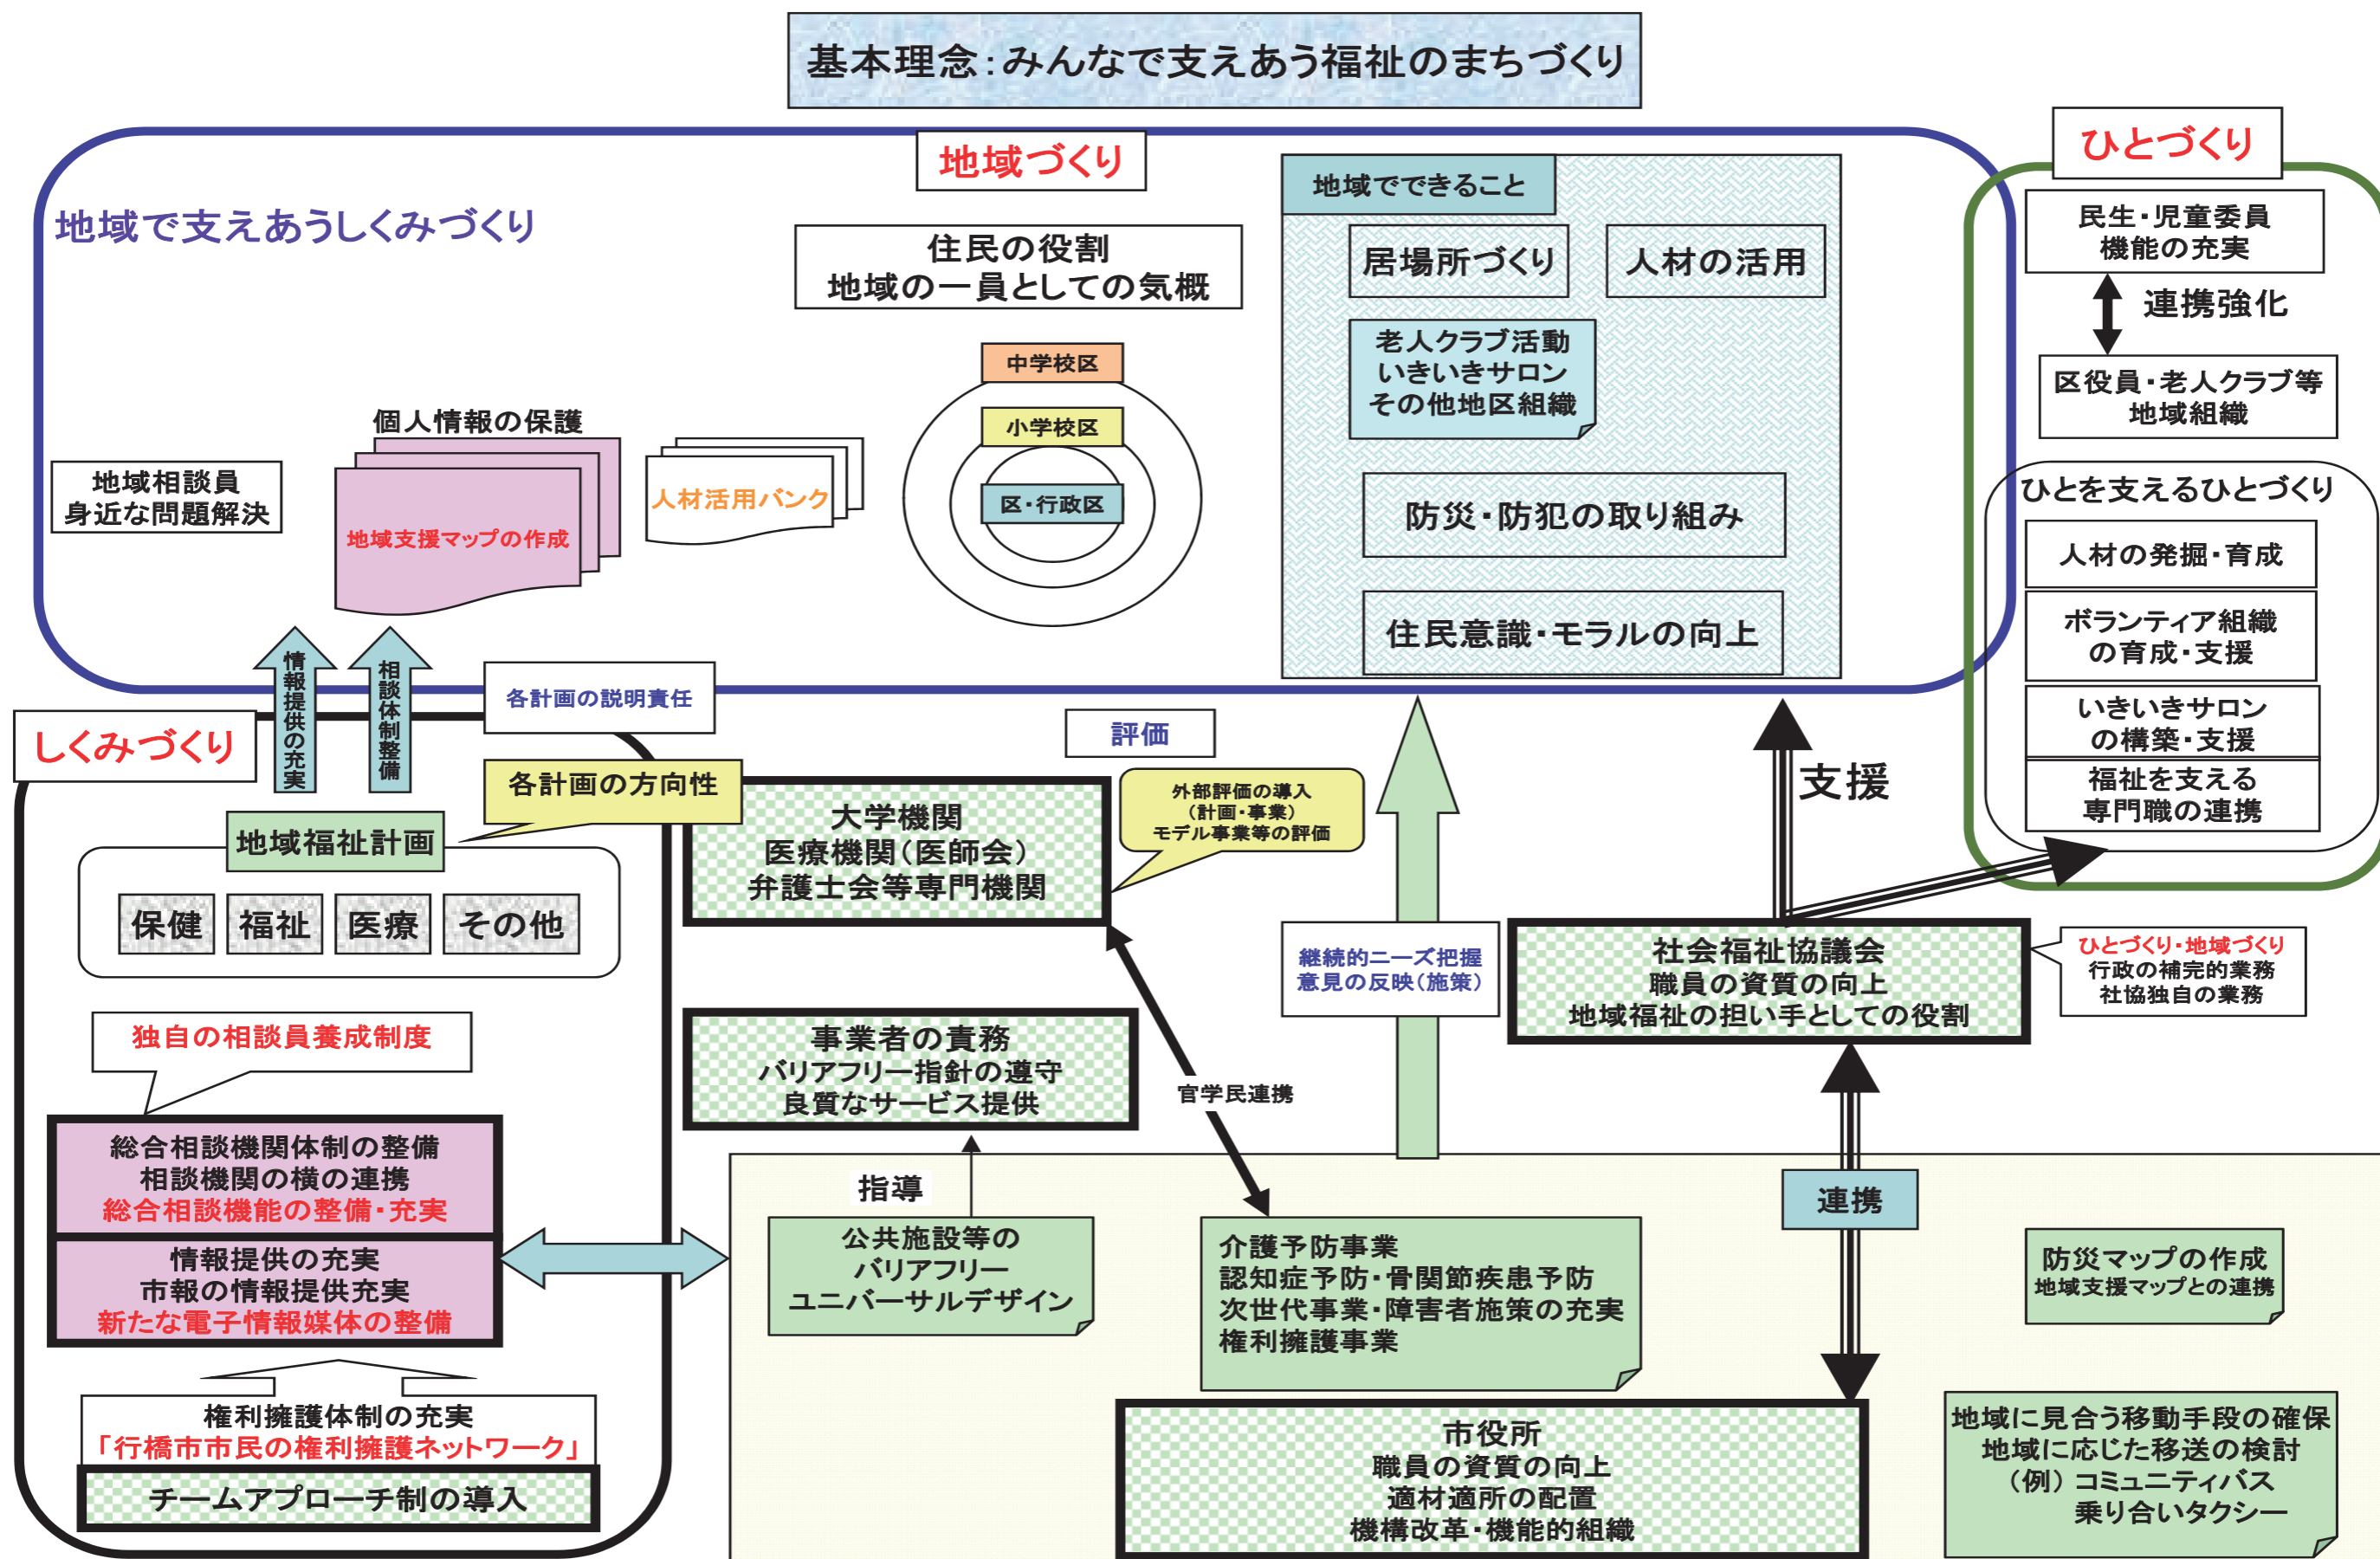 基本理念:みんなで支えあう福祉のまちづくり
地域づくり
ひとづくり
地域で支えあうしくみづくり
住民の役割
地域の一員としての気概
地域でできること
居場所づくり
人材の活用
老人クラブ活動
いきいきサロン
その他地区組織
防災・防犯の取り組み
住民意識・モラルの向上
中学校区
小学校区
区・行政区
個人情報の保護
地域相談員
身近な問題解決
地域支援マップの作成
人材活用バンク
民生・児童委員
機能の充実
連携強化
区役員・老人クラブ等
地域組織
ひとを支えるひとづくり
人材の発掘・育成
ボランティア組織
の育成・支援
いきいきサロン
の構築・支援
福祉を支える
専門職の連携
情報提供の充実
相談体制整備
各計画の説明責任
しくみづくり
各計画の方向性
地域福祉計画
保健
福祉
医療
その他
評価
大学機関
医療機関(医師会)
弁護士会等専門機関
外部評価の導入
(計画・事業)
モデル事業等の評価
支援
継続的ニーズ把握
意見の反映(施策)
社会福祉協議会
職員の資質の向上
地域福祉の担い手としての役割
ひとづくり・地域づくり
行政の補完的業務
社協独自の業務
独自の相談員養成制度
事業者の責務
バリアフリー指針の遵守
良質なサービス提供
官学民連携
総合相談機関体制の整備
相談機関の横の連携
総合相談機能の整備・充実
情報提供の充実
市報の情報提供充実
新たな電子情報媒体の整備
指導
連携
公共施設等の
バリアフリー
ユニバーサルデザイン
介護予防事業
認知症予防・骨関節疾患予防
次世代事業・障害者施策の充実
権利擁護事業
防災マップの作成
地域支援マップとの連携
権利擁護体制の充実
「行橋市市民の権利擁護ネットワーク」
チームアプローチ制の導入
市役所
職員の資質の向上
適材適所の配置
機構改革・機能的組織
地域に見合う移動手段の確保
地域に応じた移送の検討
(例)コミュニティバス
乗り合いタクシー